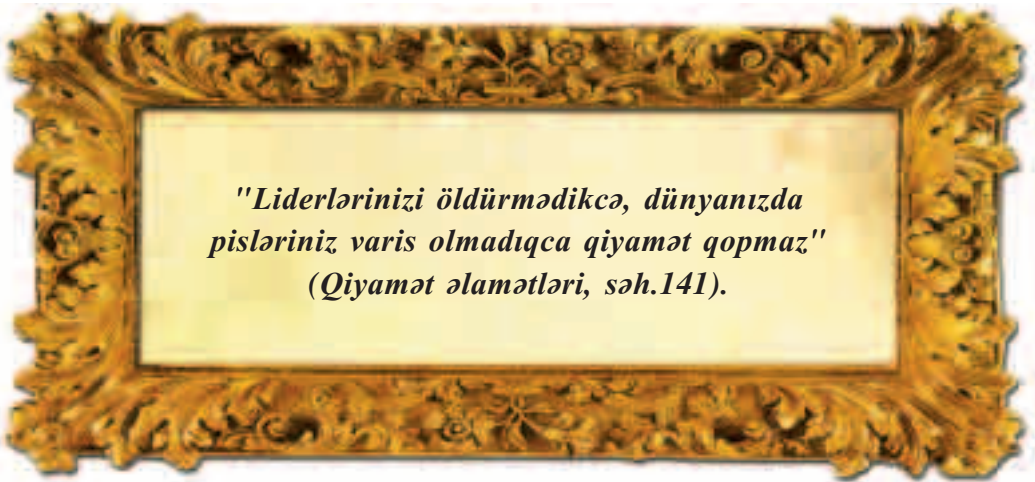 "Liderlərinizi öldürmədikcə, dünyanızda
pisləriniz varis olmadıqca qiyamət qopmaz"
(Qiyamət əlamətləri, səh.141).